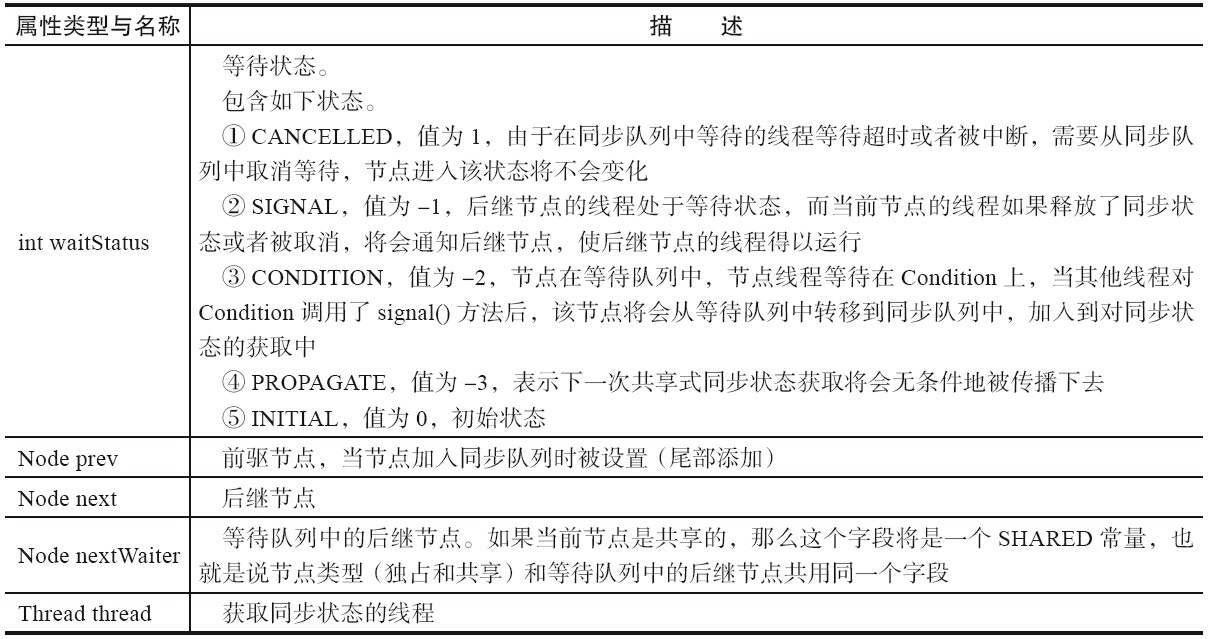 属性类型与名称 描 述
int waitStatus
等待状态。
包含如下状态。
① CANCELLED，值为 1，由于在同步队列中等待的线程等待超时或者被中断，需要从同步队
列中取消等待，节点进入该状态将不会变化
② SIGNAL，值为 –1，后继节点的线程处于等待状态，而当前节点的线程如果释放了同步状
态或者被取消，将会通知后继节点，使后继节点的线程得以运行
③ CONDITION，值为 –2，节点在等待队列中，节点线程等待在 Condition 上，当其他线程对
Condition 调用了 signal() 方法后，该节点将会从等待队列中转移到同步队列中，加入到对同步状
态的获取中
④ PROPAGATE，值为 –3，表示下一次共享式同步状态获取将会无条件地被传播下去
⑤ INITIAL，值为 0，初始状态
Node prev 前驱节点，当节点加入同步队列时被设置（尾部添加）
Node next 后继节点
Node nextWaiter
等待队列中的后继节点。如果当前节点是共享的，那么这个字段将是一个 SHARED 常量，也
就是说节点类型（独占和共享）和等待队列中的后继节点共用同一个字段
Thread thread 获取同步状态的线程